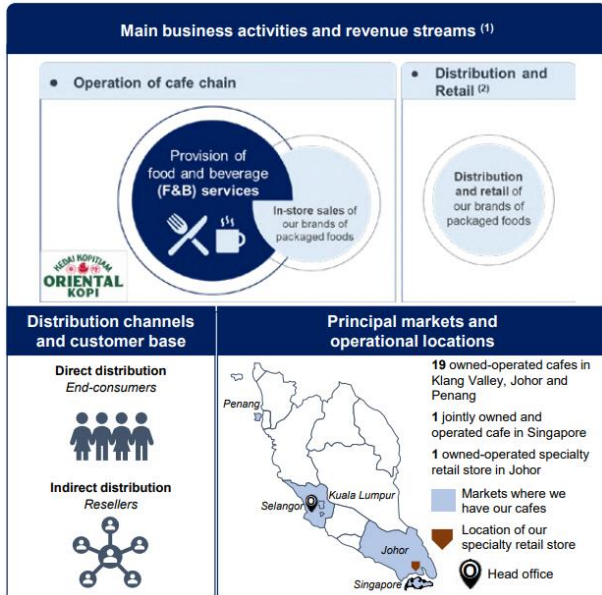 Main business activities and revenue streams (1)
• Operation of cafe chain
• Distribution and
Retail (2)
Provision of
food and beverage
(F&B) services
In-store sales of
our brands of
packaged foods
Distribution
and retail of
our brands of
packaged foods
KEDAI KOPITIAM
ORIENTAL
KOPI
Distribution channels
and customer base
Direct distribution
End-consumers
Indirect distribution
Resellers
Principal markets and
operational locations
Penang
Selangor
Kuala Lumpur
Johor
Singapore
19 owned-operated cafes in
Klang Valley, Johor and
Penang
1 jointly owned and
operated cafe in Singapore
1 owned-operated specialty
retail store in Johor
Markets where we
have our cafes
Location of our
specialty retail store
Head office